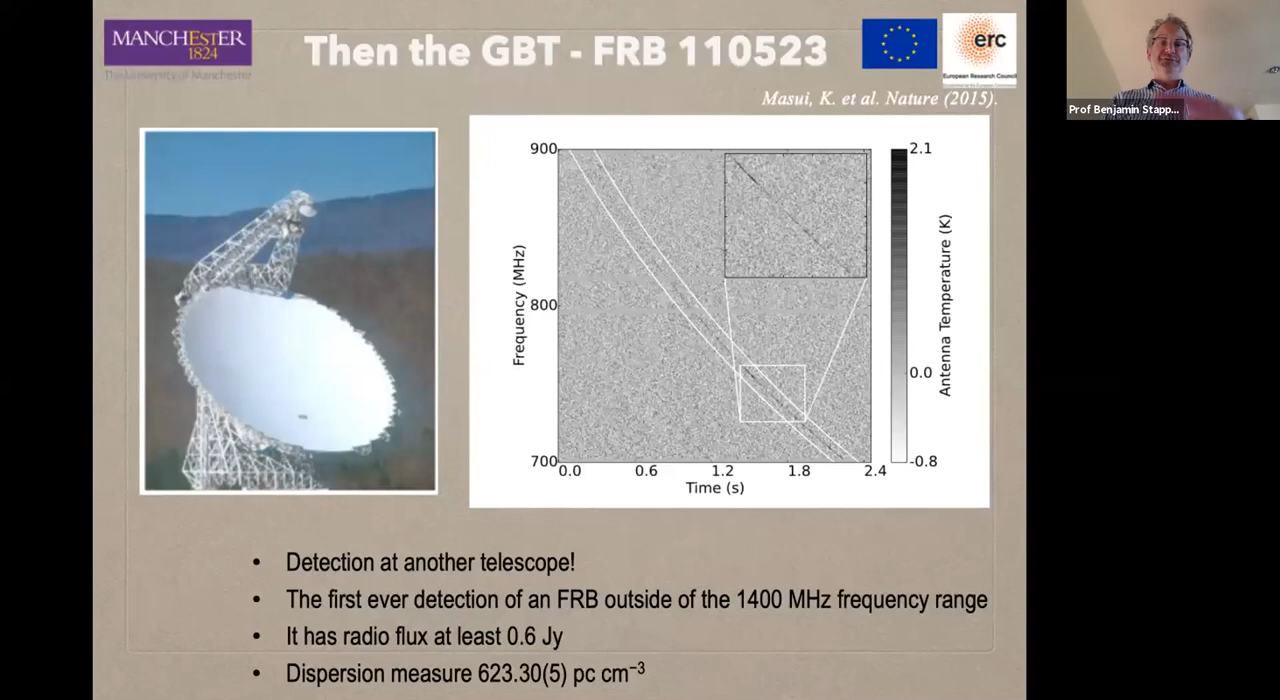 MANCHESTER
1824
The University of Manchester
Then the GBT - FRB 110523
erc
European Research Council
Masui, K. et al. Nature (2015).
Prof Benjamin Stapp...
900
800
700
Frequency (MHz)
0.0 0.6 1.2 1.8 2.4
Time (s)
2.1
0.0
-0.8
Antenna Temperature (K)
• Detection at another telescope!
• The first ever detection of an FRB outside of the 1400 MHz frequency range
• It has radio flux at least 0.6 Jy
• Dispersion measure 623.30(5) pc cm⁻³